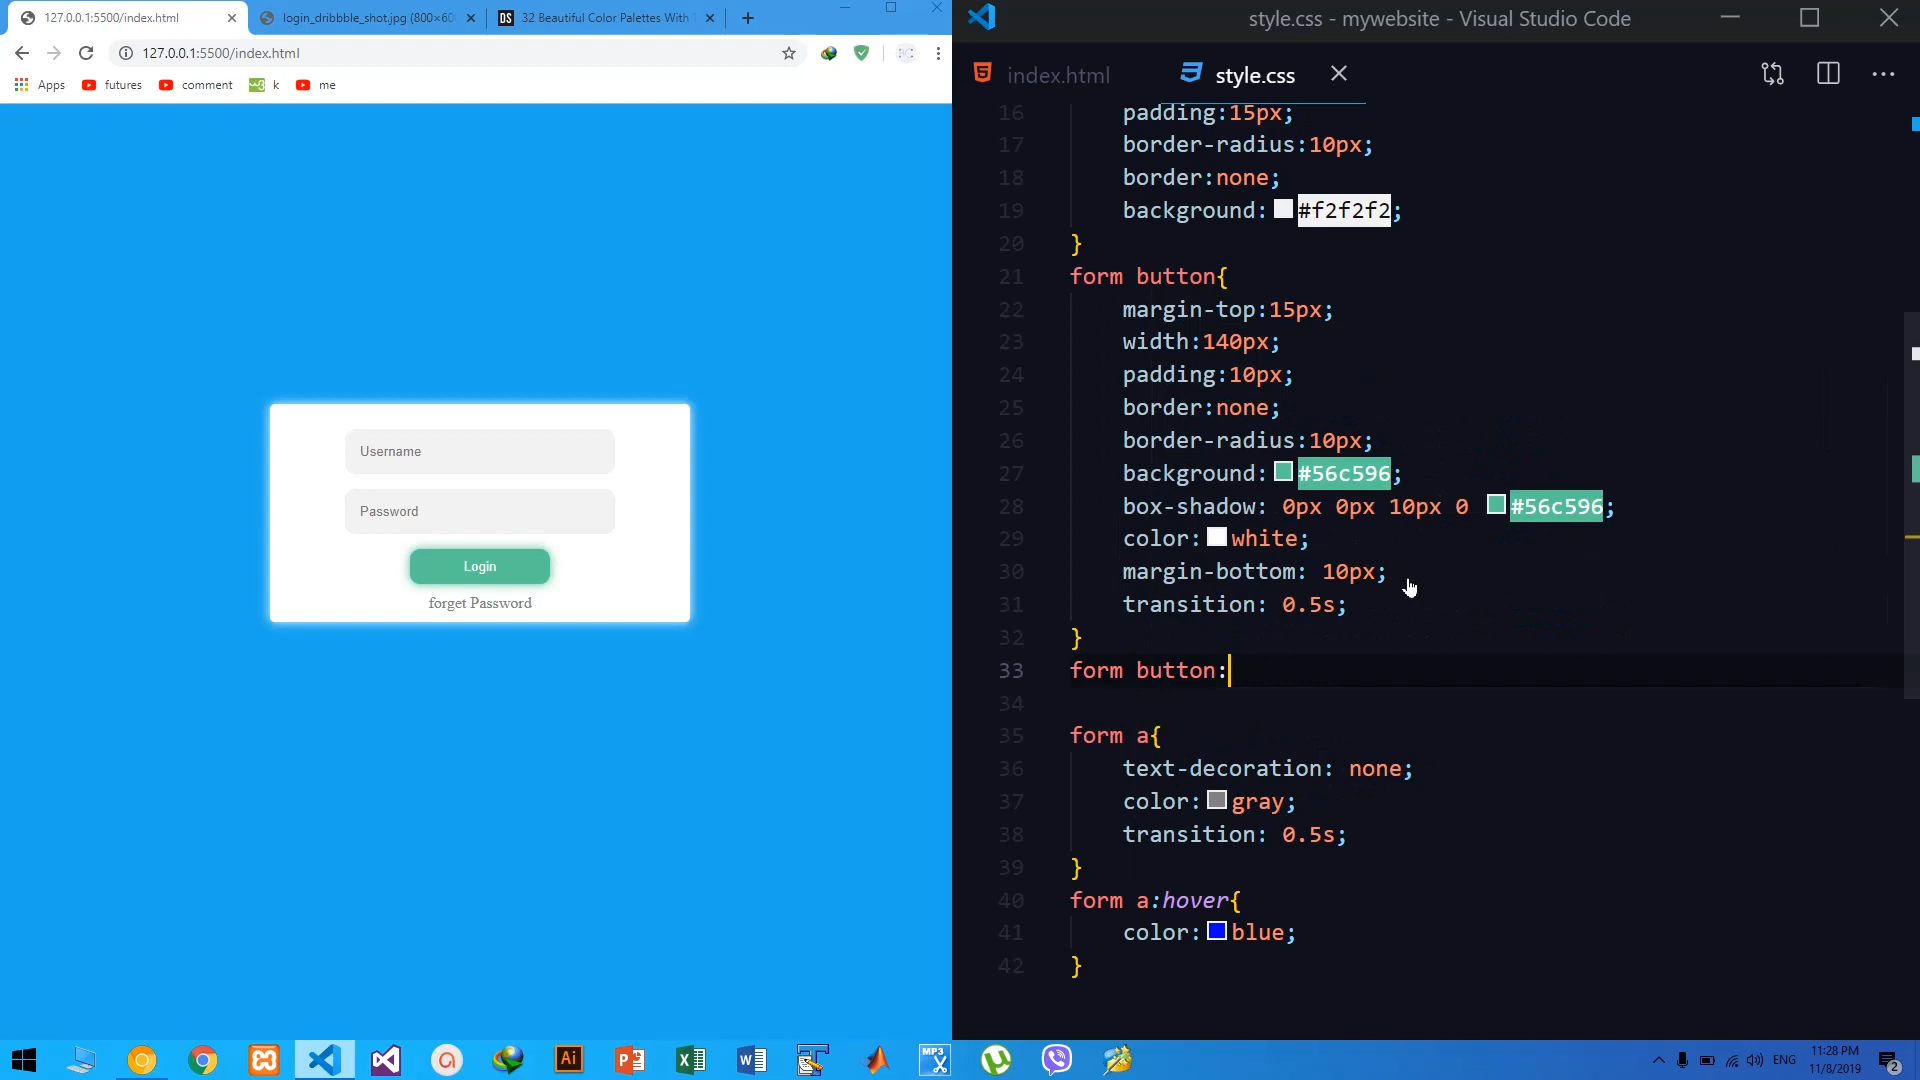 127.0.0.1:5500/index.html
login_dribbble_shot.jpg (800×60
DS 32 Beautiful Color Palettes With
127.0.0.1:5500/index.html
Apps futures comment w3 k me
Username
Password
Login
forget Password
style.css - mywebsite - Visual Studio Code
index.html style.css
16 padding:15px;
17 border-radius:10px;
18 border:none;
19 background: #f2f2f2;
20 }
21 form button{
22 margin-top:15px;
23 width:140px;
24 padding:10px;
25 border:none;
26 border-radius:10px;
27 background: #56c596;
28 box-shadow: 0px 0px 10px 0 #56c596;
29 color: white;
30 margin-bottom: 10px;
31 transition: 0.5s;
32 }
33 form button:
34
35 form a{
36 text-decoration: none;
37 color: gray;
38 transition: 0.5s;
39 }
40 form a:hover{
41 color: blue;
42 }
Ai MP3 ENG 11:28 PM
11/8/2019 2